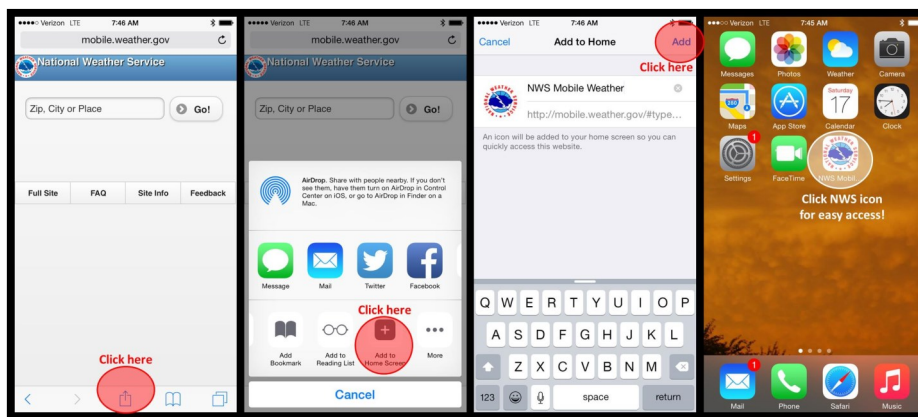 ●●●●● Verizon LTE 7:46 AM
mobile.weather.gov
National Weather Service
Zip, City or Place
Go!
Full Site FAQ Site Info Feedback
Click here
●●●●● Verizon LTE 7:46 AM
mobile.weather.gov
National Weather Service
Zip, City or Place
Go!
AirDrop. Share with people nearby. If you don't
see them, have them turn on AirDrop in Control
Center on iOS, or go to AirDrop in Finder on a
Mac.
Message Mail Twitter Facebook
Click here
Add Bookmark
Add to Reading List
Add to Home Screen
More
Cancel
●●●●● Verizon LTE 7:46 AM
Cancel Add to Home Add
Click here
NWS Mobile Weather
http://mobile.weather.gov/#type...
An icon will be added to your home screen so you can
quickly access this website.
Q W E R T Y U I O P
A S D F G H J K L
Z X C V B N M
123 space return
●●●○○ Verizon LTE 7:45 AM
Messages Photos Weather Camera
280
Saturday
17
Maps App Store Calendar Clock
1
Settings FaceTime NWS Mobil...
Click NWS icon
for easy access!
1
Mail Phone Safari Music